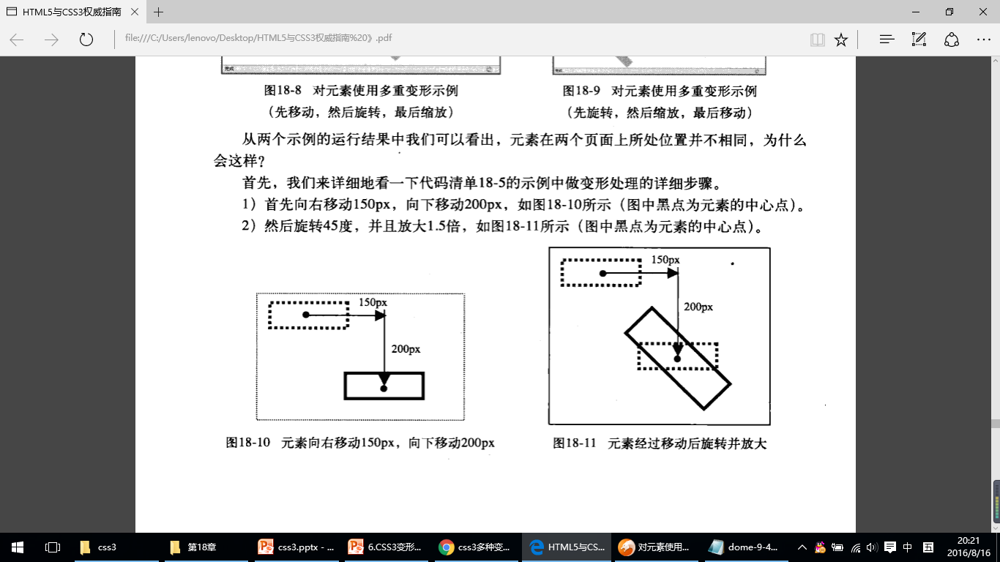 HTML5与CSS3权威指南
file:///C:/Users/lenovo/Desktop/HTML5与CSS3权威指南%20》.pdf
完成
完成
图18-8 对元素使用多重变形示例
（先移动，然后旋转，最后缩放）
图18-9 对元素使用多重变形示例
（先旋转，然后缩放，最后移动）
从两个示例的运行结果中我们可以看出，元素在两个页面上所处位置并不相同，为什么
会这样？
首先，我们来详细地看一下代码清单18-5的示例中做变形处理的详细步骤。
1）首先向右移动150px，向下移动200px，如图18-10所示（图中黑点为元素的中心点）。
2）然后旋转45度，并且放大1.5倍，如图18-11所示（图中黑点为元素的中心点）。
150px
200px
150px
200px
图18-10 元素向右移动150px，向下移动200px
图18-11 元素经过移动后旋转并放大
css3
第18章
css3.pptx - ...
6.CSS3变形...
css3多种变...
HTML5与CS...
对元素使用...
dome-9-4...
中
五
20:21
2016/8/16